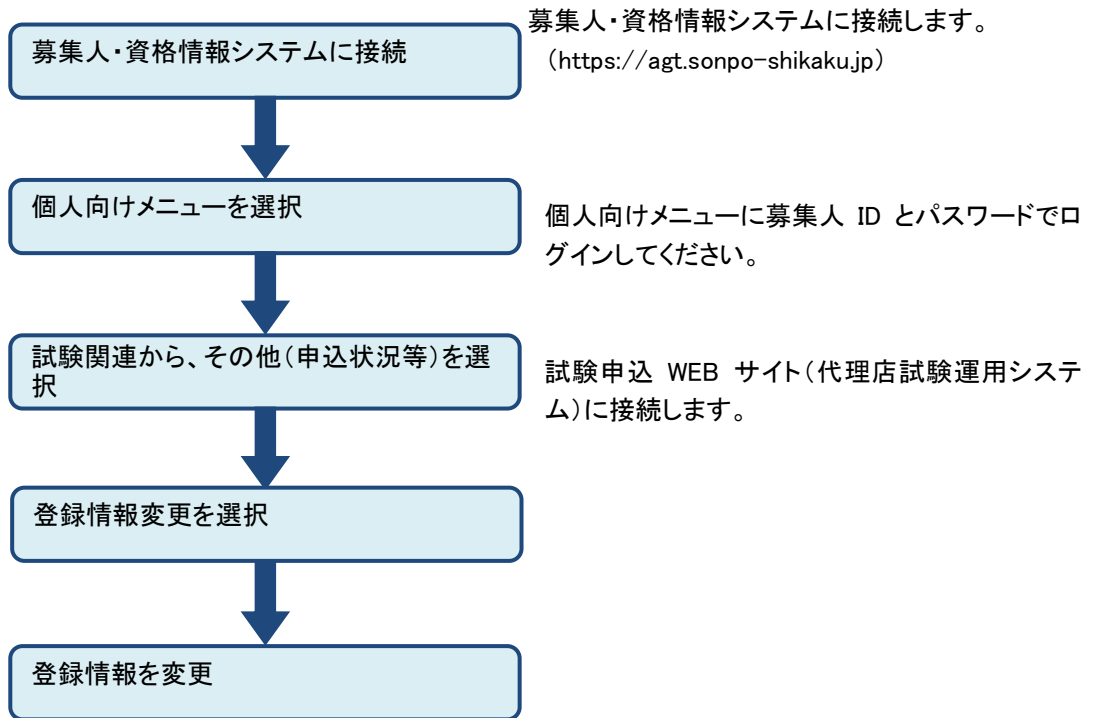 募集人・資格情報システムに接続
募集人・資格情報システムに接続します。
（https://agt.sonpo-shikaku.jp）
個人向けメニューを選択
個人向けメニューに募集人 ID とパスワードでロ
グインしてください。
試験関連から、その他（申込状況等）を選
択
試験申込 WEB サイト（代理店試験運用システ
ム）に接続します。
登録情報変更を選択
登録情報を変更